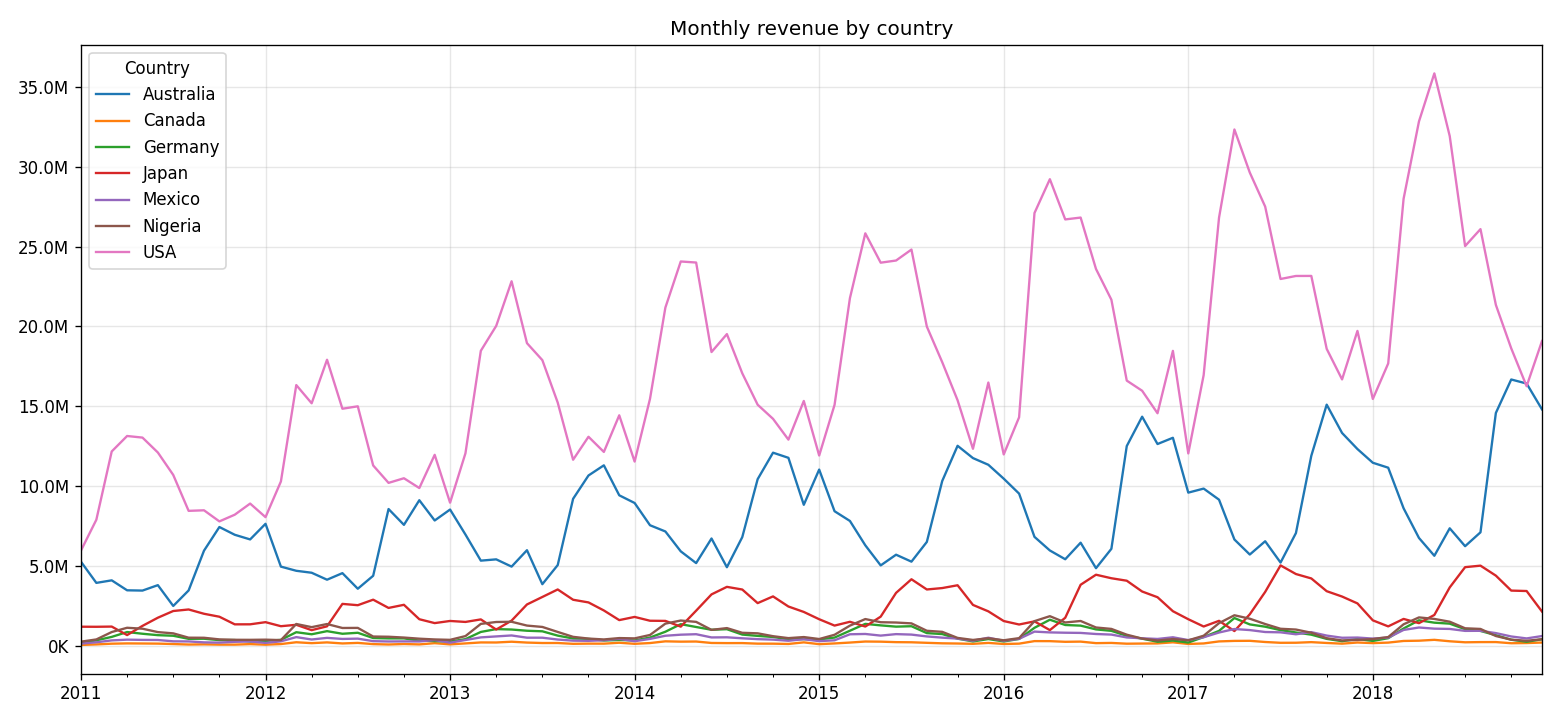 Monthly revenue by country
Country
Australia
Canada
Germany
Japan
Mexico
Nigeria
USA
35.0M
30.0M
25.0M
20.0M
15.0M
10.0M
5.0M
0K
2011 2012 2013 2014 2015 2016 2017 2018